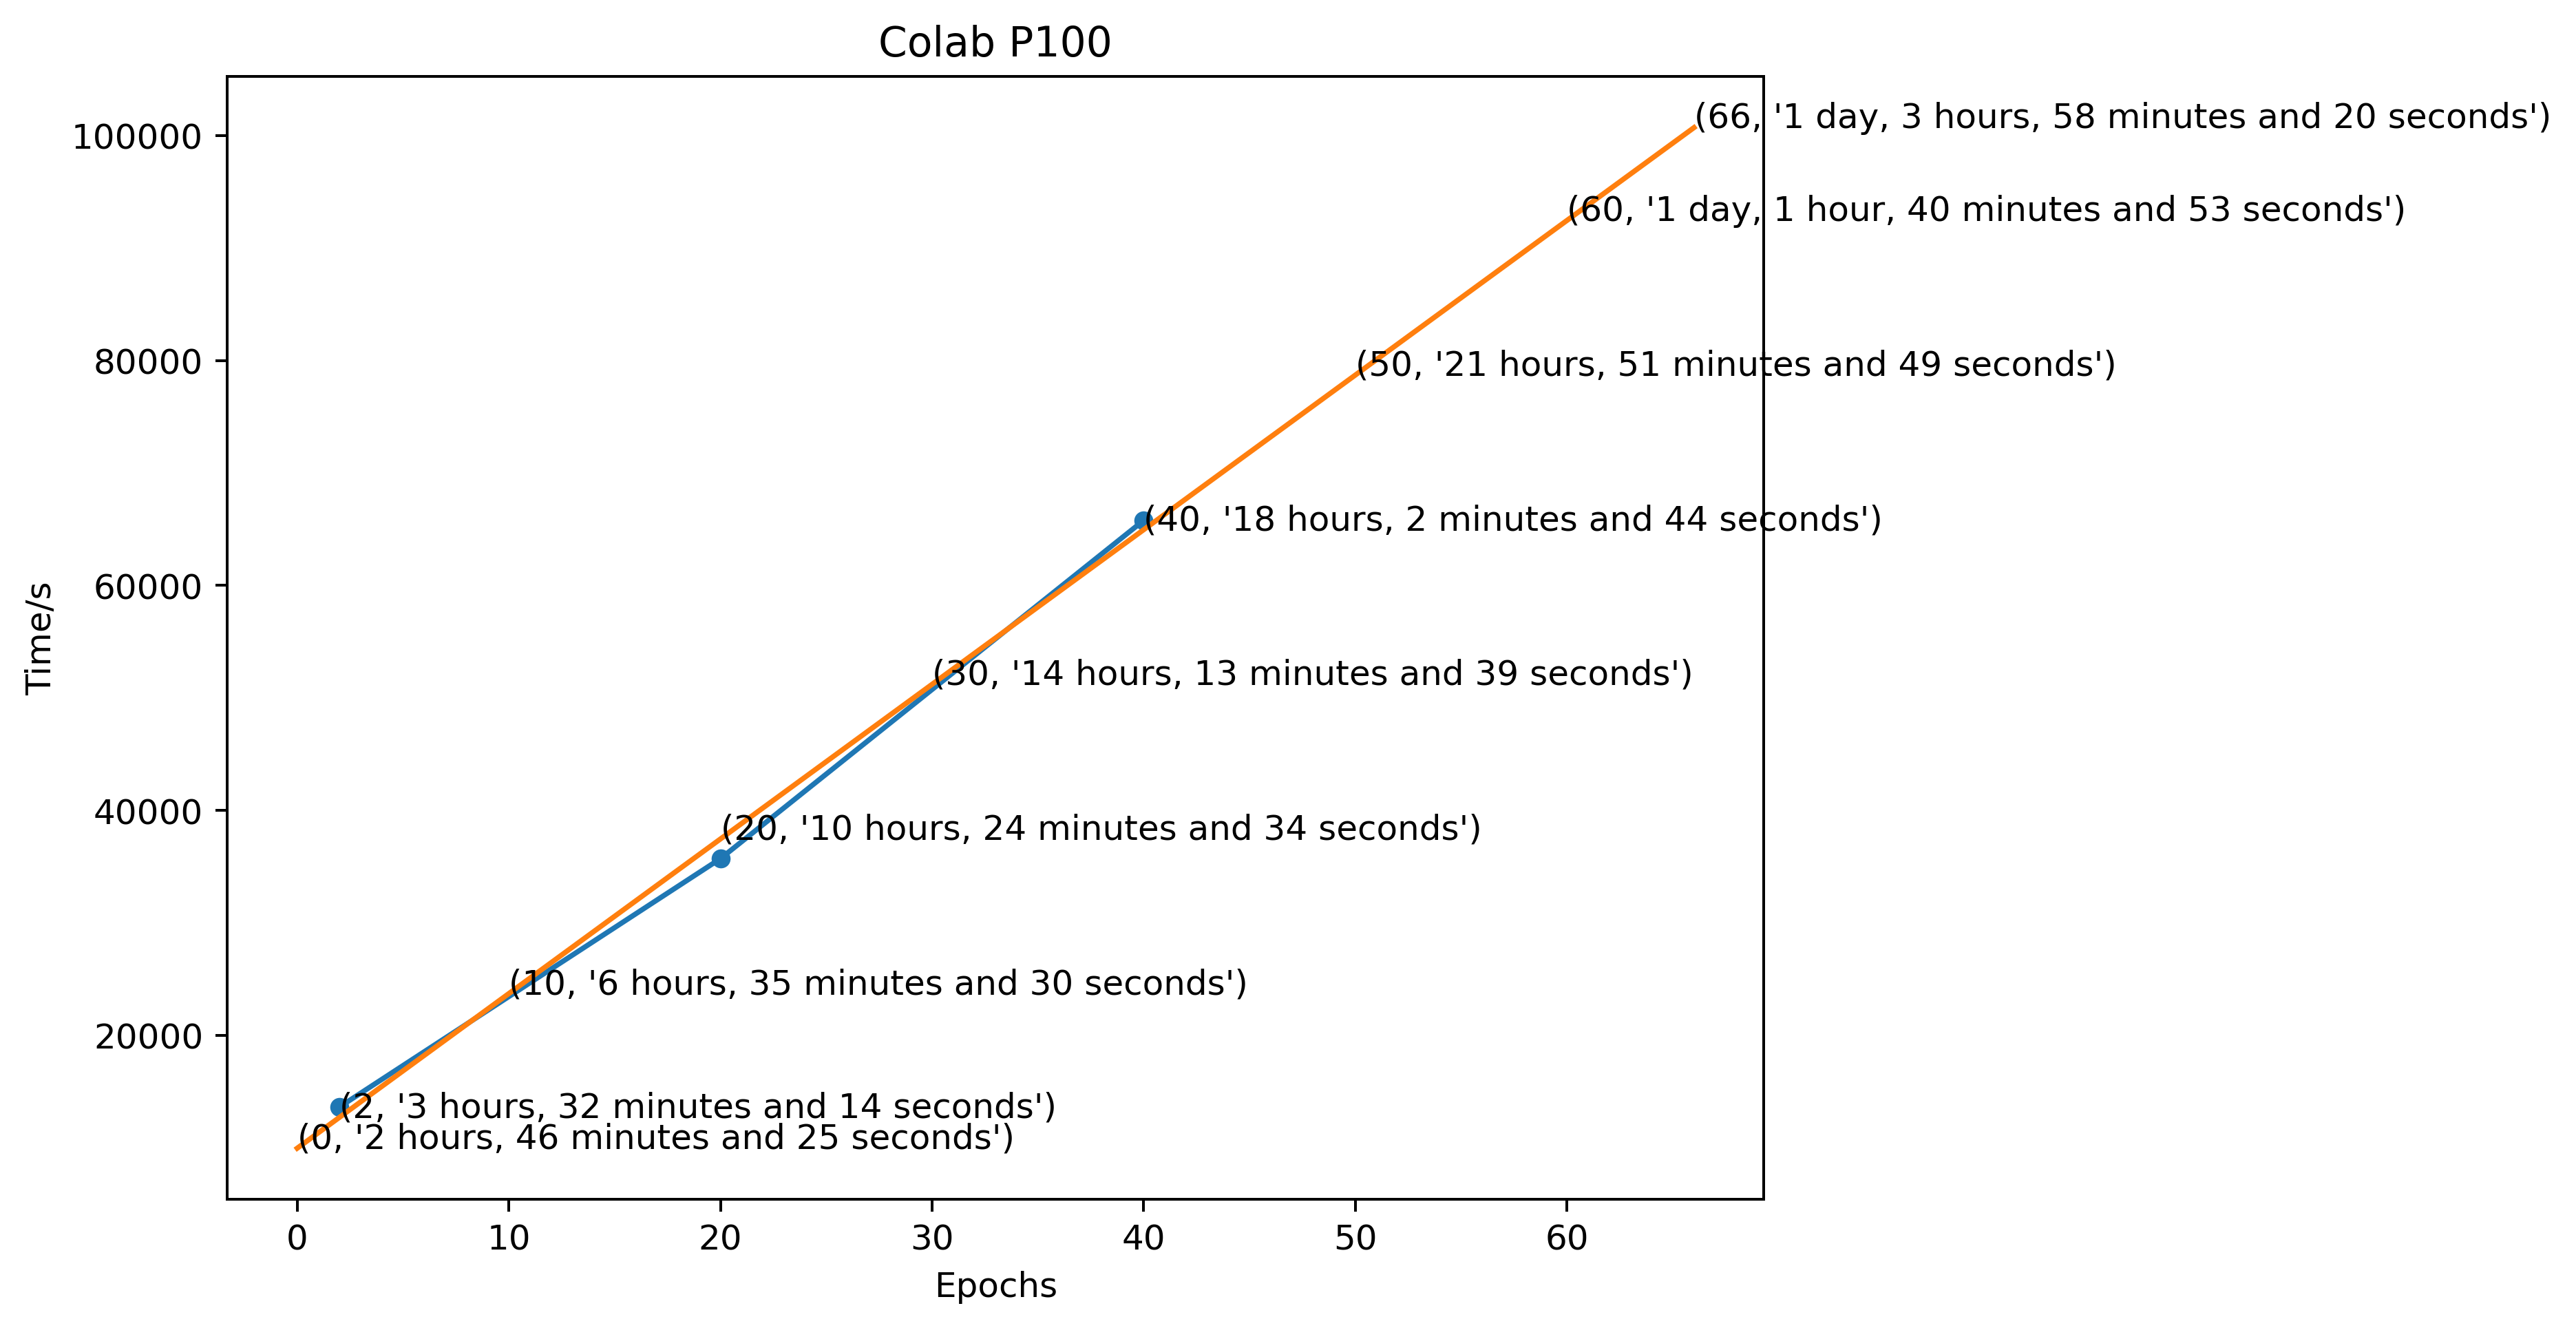 Colab P100
100000
80000
60000
40000
20000
Time/s
(66, '1 day, 3 hours, 58 minutes and 20 seconds')
(60, '1 day, 1 hour, 40 minutes and 53 seconds')
(50, '21 hours, 51 minutes and 49 seconds')
(40, '18 hours, 2 minutes and 44 seconds')
(30, '14 hours, 13 minutes and 39 seconds')
(20, '10 hours, 24 minutes and 34 seconds')
(10, '6 hours, 35 minutes and 30 seconds')
(2, '3 hours, 32 minutes and 14 seconds')
(0, '2 hours, 46 minutes and 25 seconds')
0 10 20 30 40 50 60
Epochs